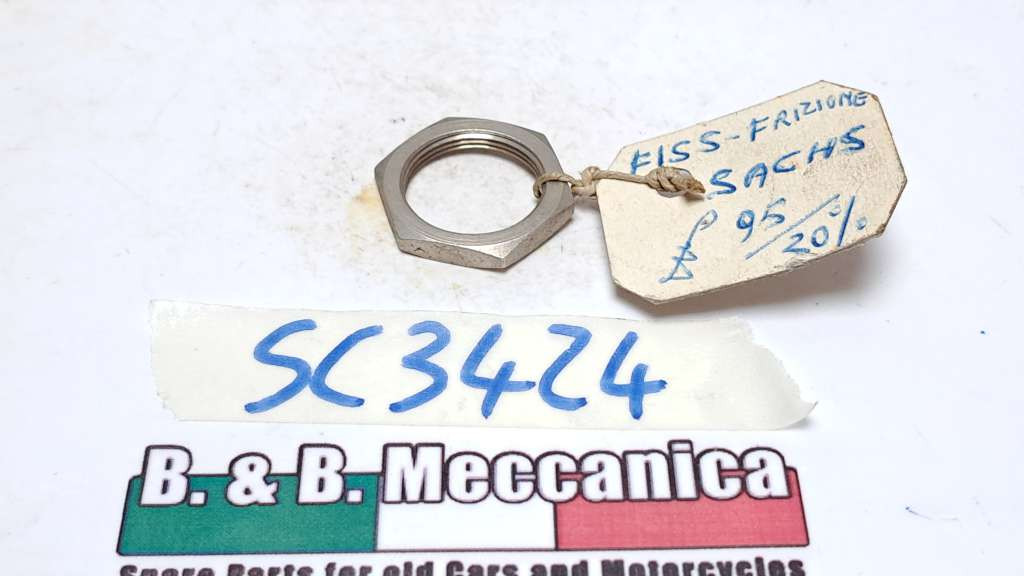 FISS-FRIZIONE
SACHS
£ 95/20%
SC3424
B. & B. Meccanica
Spare Parts for old Cars and Motorcycles